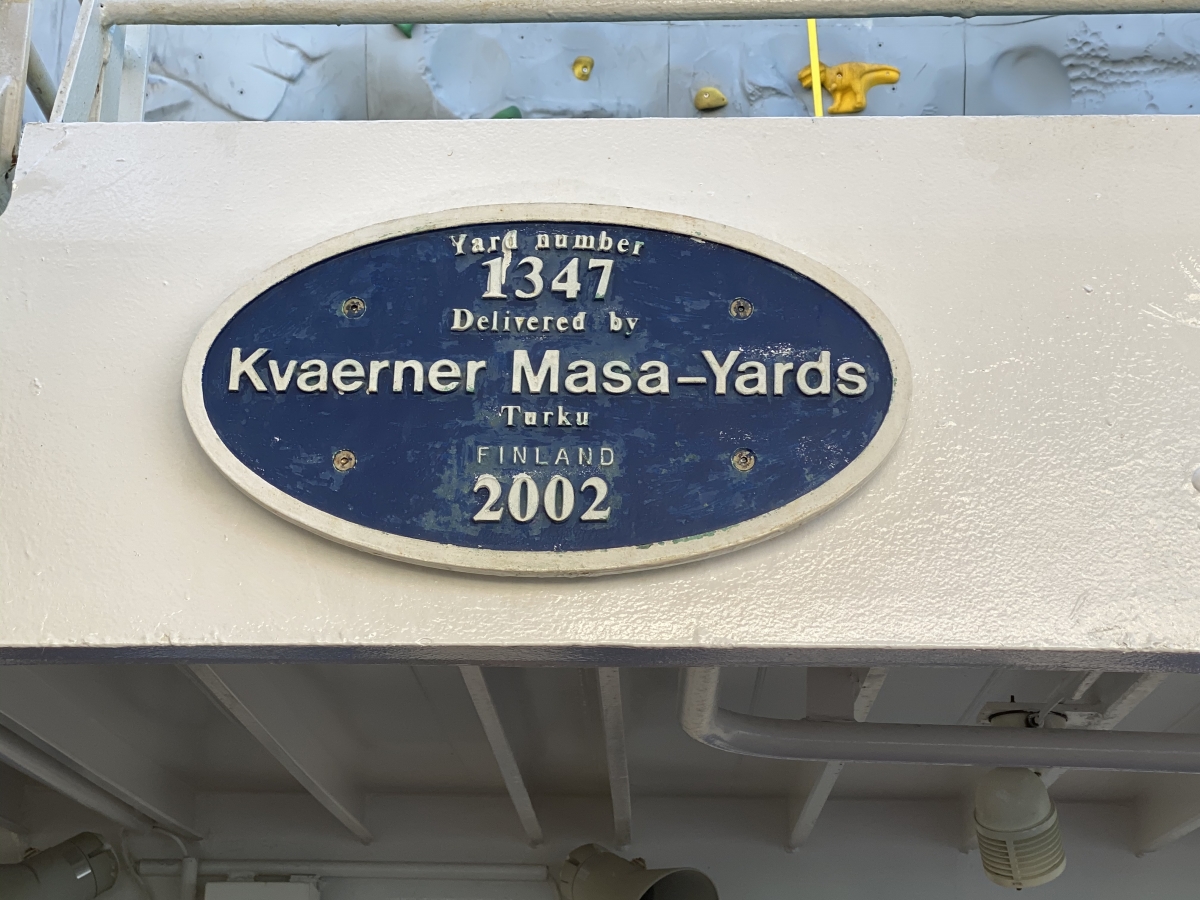 Yard number
1347
Delivered by
Kvaerner Masa-Yards
Turku
FINLAND
2002